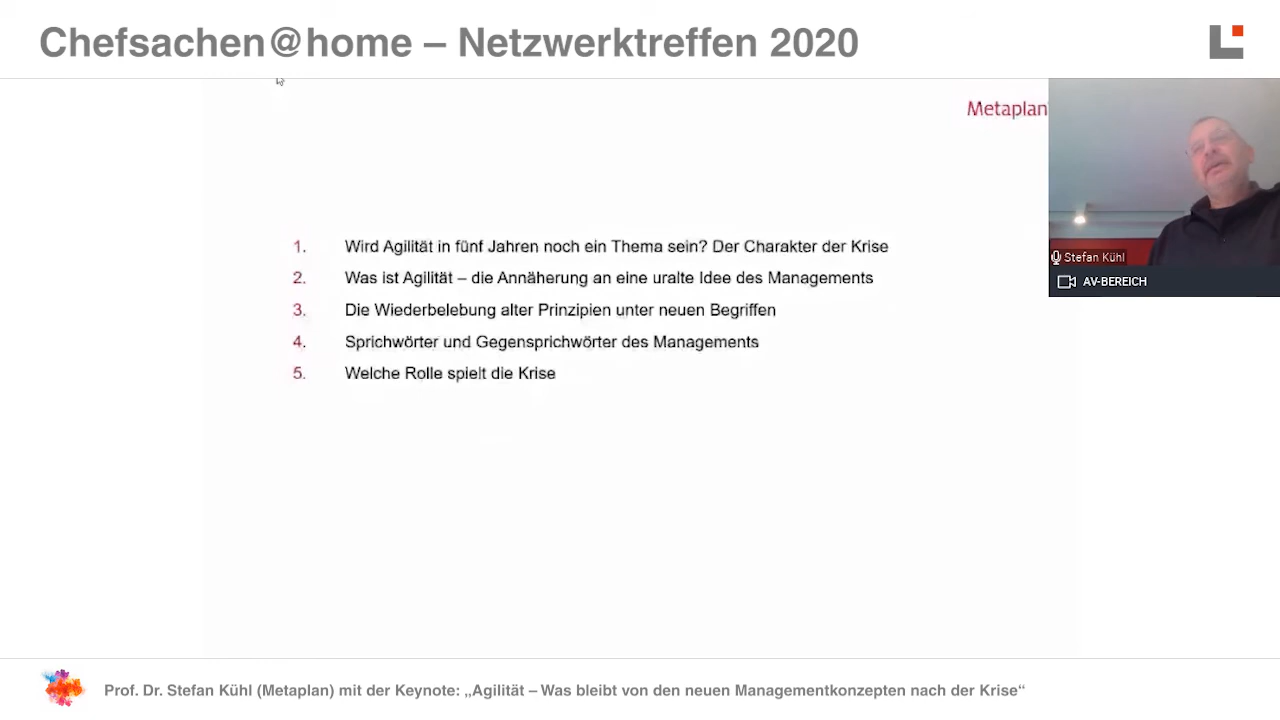 Chefsachen@home – Netzwerktreffen 2020
Metaplan
1. Wird Agilität in fünf Jahren noch ein Thema sein? Der Charakter der Krise
2. Was ist Agilität – die Annäherung an eine uralte Idee des Managements
3. Die Wiederbelebung alter Prinzipien unter neuen Begriffen
4. Sprichwörter und Gegensprichwörter des Managements
5. Welche Rolle spielt die Krise
Stefan Kühl
AV-BEREICH
Prof. Dr. Stefan Kühl (Metaplan) mit der Keynote: „Agilität – Was bleibt von den neuen Managementkonzepten nach der Krise“